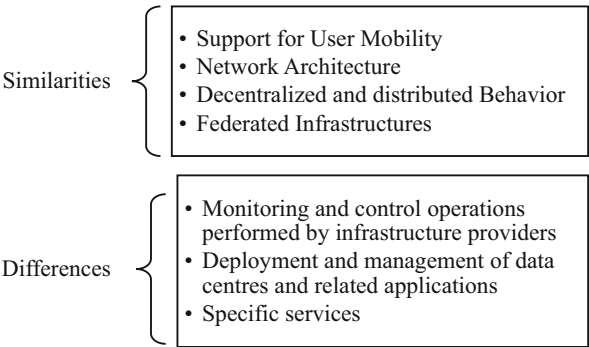 Similarities
• Support for User Mobility
• Network Architecture
• Decentralized and distributed Behavior
• Federated Infrastructures
Differences
• Monitoring and control operations
performed by infrastructure providers
• Deployment and management of data
centres and related applications
• Specific services